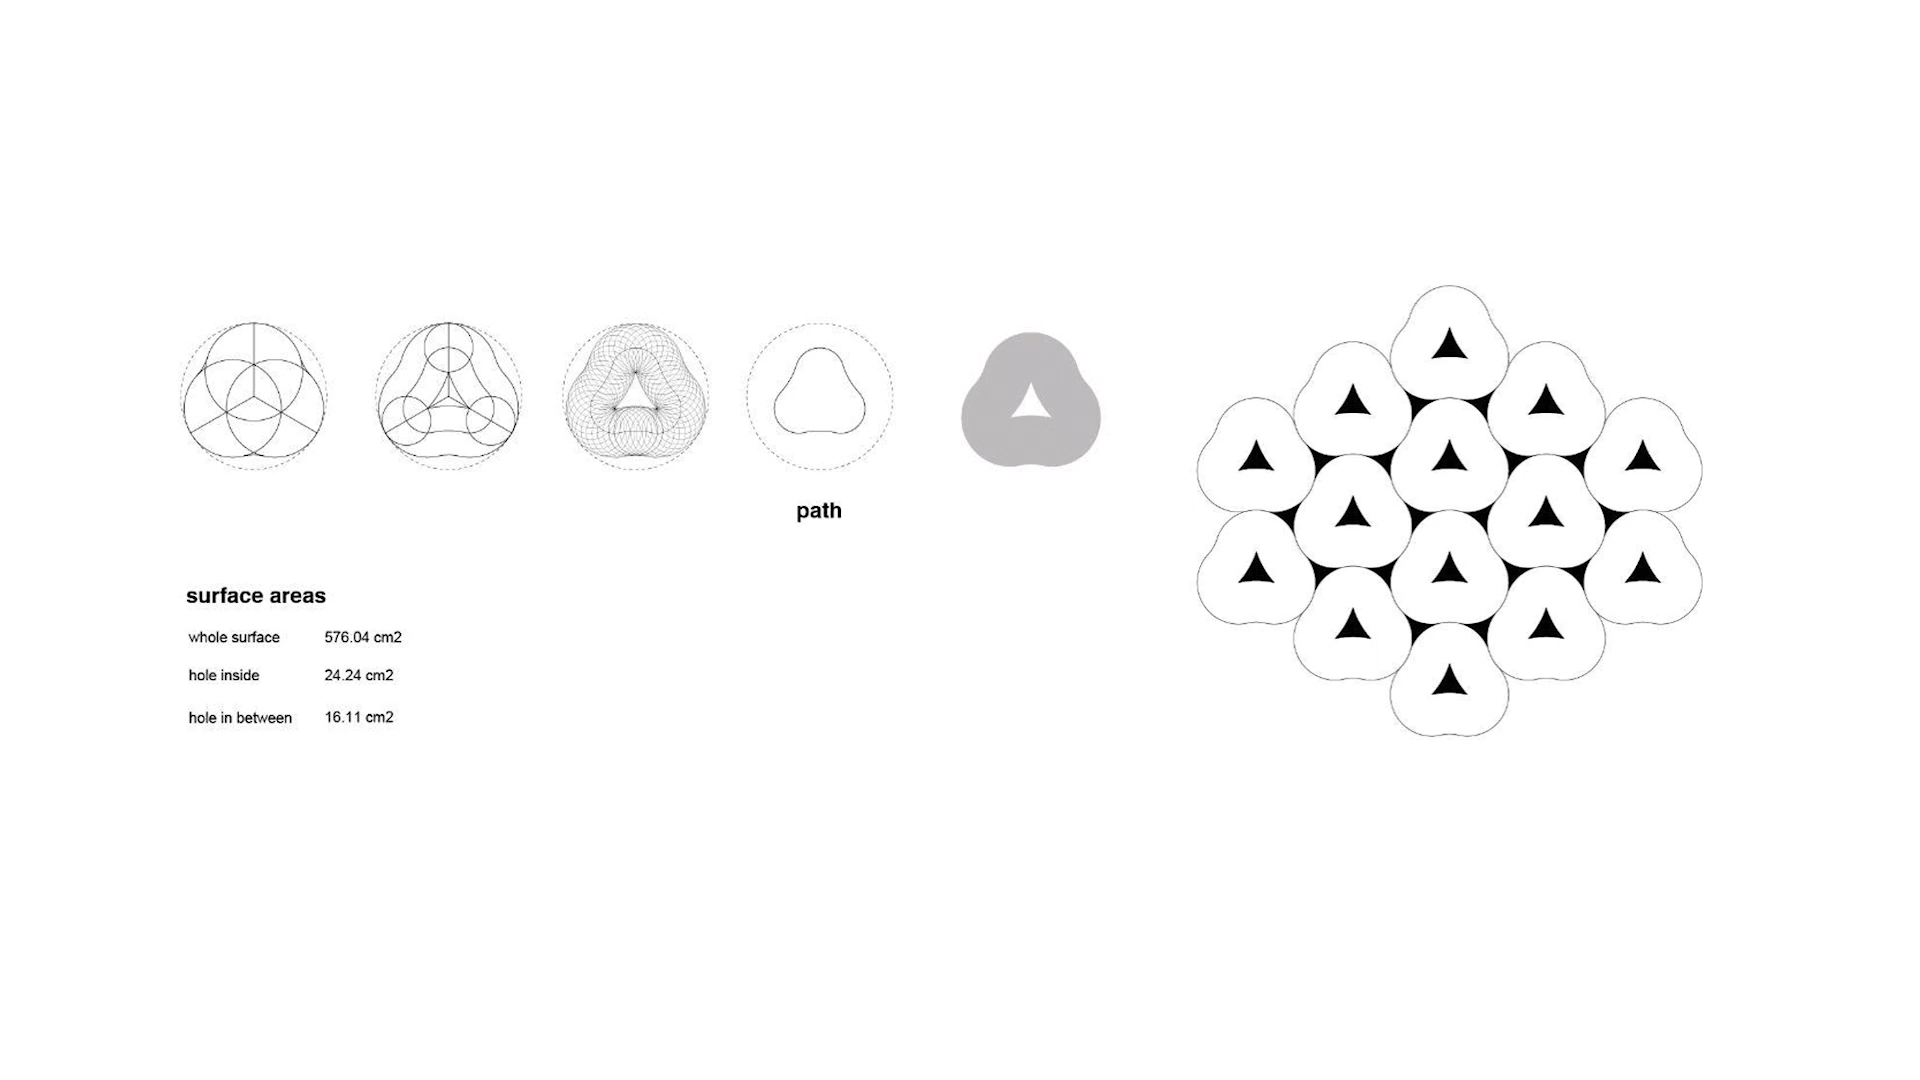 path
surface areas
whole surface 576.04 cm2
hole inside 24.24 cm2
hole in between 16.11 cm2